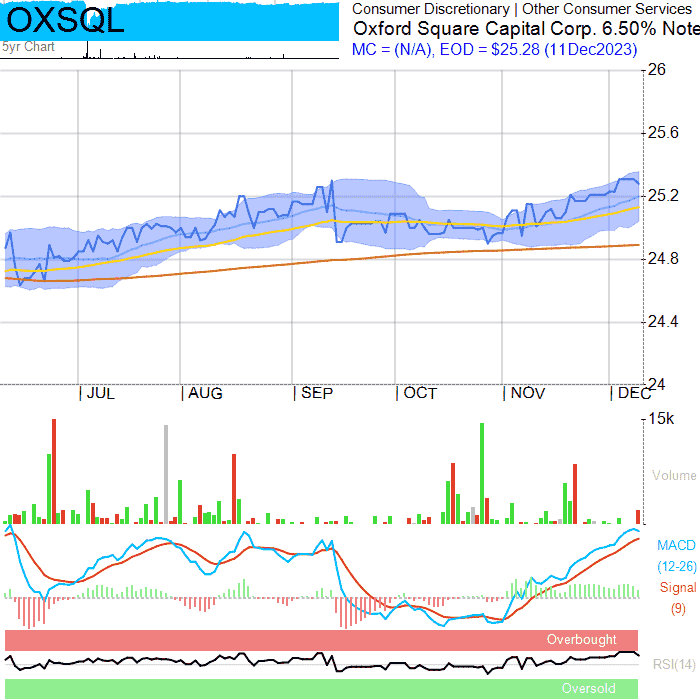 OXSQL
5yr Chart
Consumer Discretionary | Other Consumer Services
Oxford Square Capital Corp. 6.50% Note
MC = (N/A), EOD = $25.28 (11Dec2023)
26
25.6
25.2
24.8
24.4
24
| JUL | AUG | SEP | OCT | NOV | DEC
15k
Volume
MACD
(12-26)
Signal
(9)
Overbought
RSI(14)
Oversold